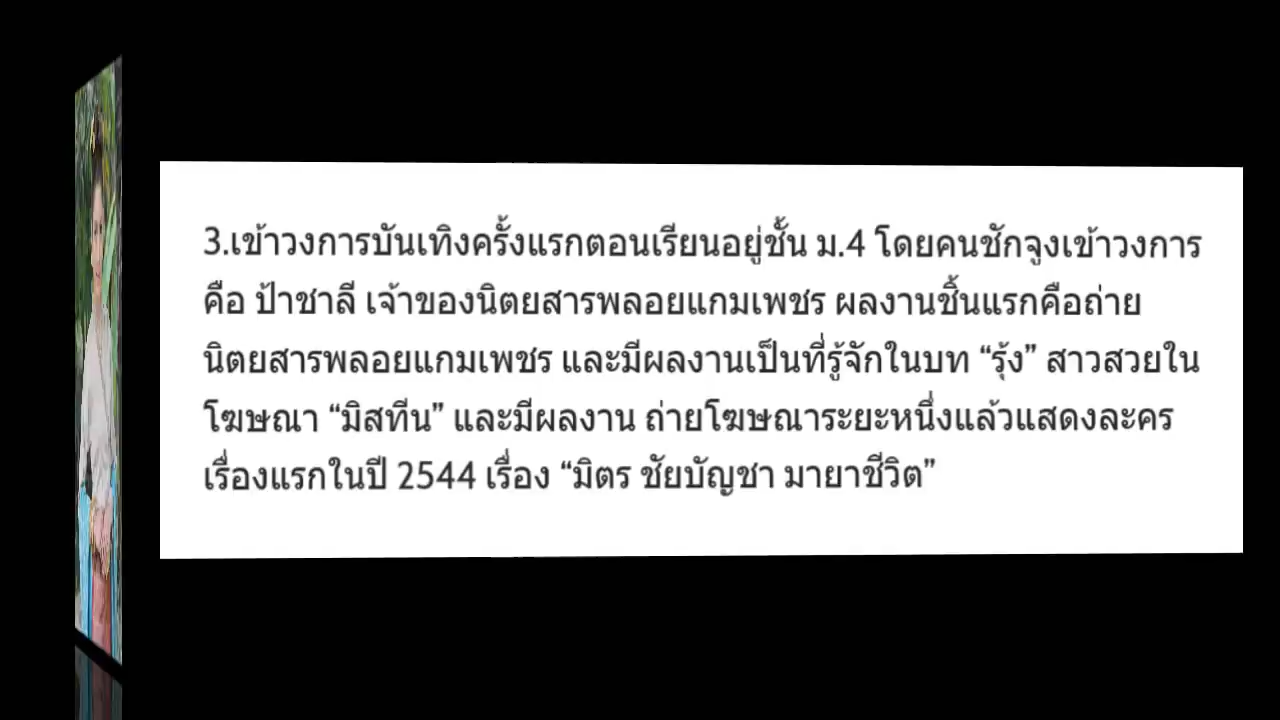 3.เข้าวงการบันเทิงครั้งแรกตอนเรียนอยู่ชั้น ม.4 โดยคนชักจูงเข้าวงการ
คือ ป้าชาลี เจ้าของนิตยสารพลอยแกมเพชร ผลงานชิ้นแรกคือถ่าย
นิตยสารพลอยแกมเพชร และมีผลงานเป็นที่รู้จักในบท “รุ้ง” สาวสวยใน
โฆษณา “มิสทีน” และมีผลงาน ถ่ายโฆษณาระยะหนึ่งแล้วแสดงละคร
เรื่องแรกในปี 2544 เรื่อง “มิตร ชัยบัญชา มายาชีวิต”